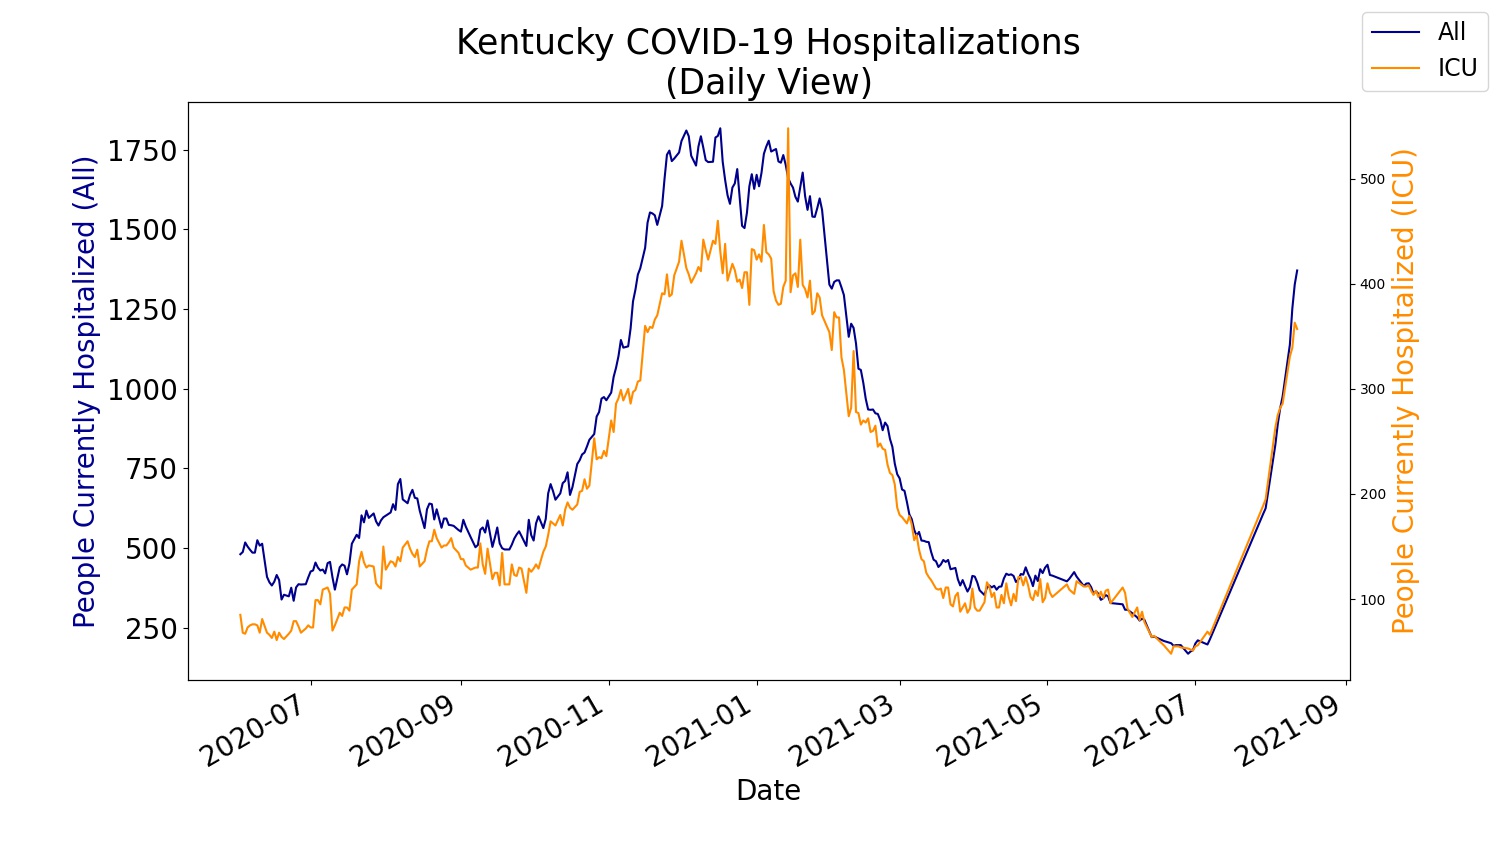 Kentucky COVID-19 Hospitalizations
(Daily View)
All
ICU
People Currently Hospitalized (All)
1750
1500
1250
1000
750
500
250
500
400
300
200
100
People Currently Hospitalized (ICU)
2020-07
2020-09
2020-11
2021-01
2021-03
2021-05
2021-07
2021-09
Date